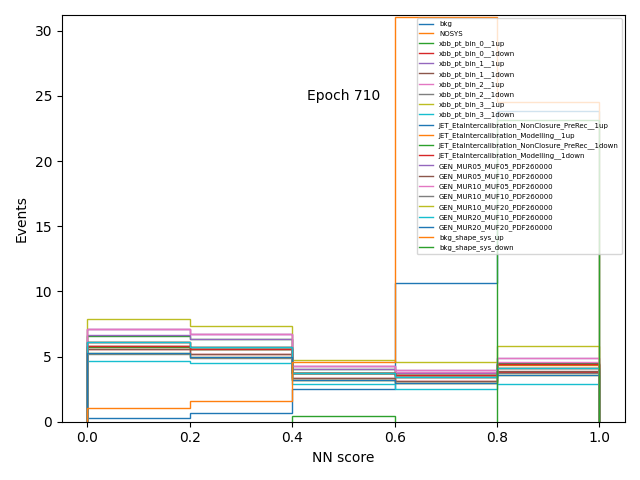 30
25
20
15
10
5
0
Events
Epoch 710
bkg
NOSYS
xbb_pt_bin_0__1up
xbb_pt_bin_0__1down
xbb_pt_bin_1__1up
xbb_pt_bin_1__1down
xbb_pt_bin_2__1up
xbb_pt_bin_2__1down
xbb_pt_bin_3__1up
xbb_pt_bin_3__1down
JET_EtaIntercalibration_NonClosure_PreRec__1up
JET_EtaIntercalibration_Modelling__1up
JET_EtaIntercalibration_NonClosure_PreRec__1down
JET_EtaIntercalibration_Modelling__1down
GEN_MUR05_MUF05_PDF260000
GEN_MUR05_MUF10_PDF260000
GEN_MUR10_MUF05_PDF260000
GEN_MUR10_MUF10_PDF260000
GEN_MUR10_MUF20_PDF260000
GEN_MUR20_MUF10_PDF260000
GEN_MUR20_MUF20_PDF260000
bkg_shape_sys_up
bkg_shape_sys_down
0.0 0.2 0.4 0.6 0.8 1.0
NN score